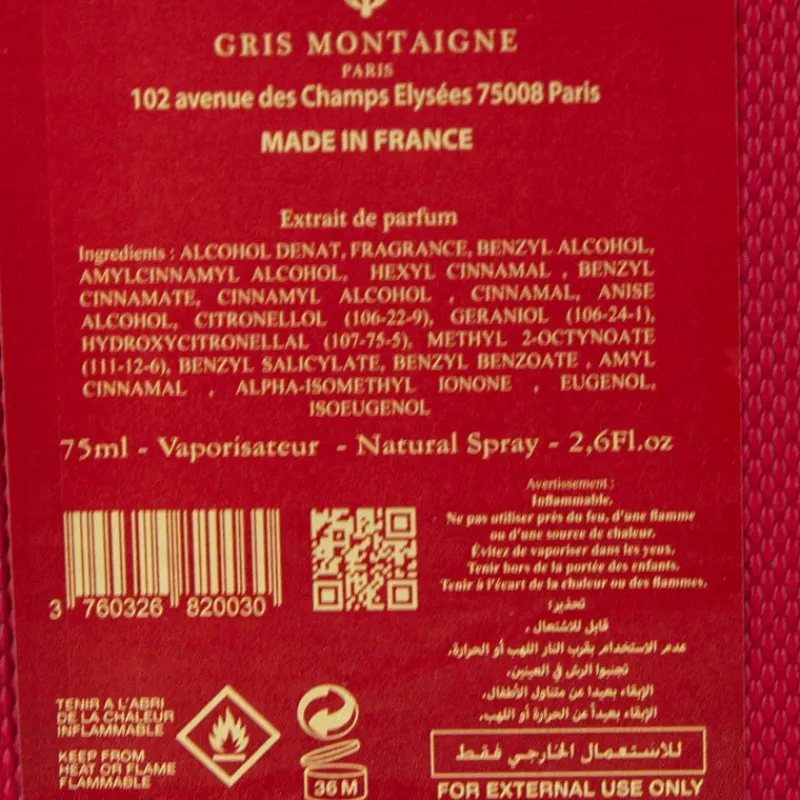 GRIS MONTAIGNE
PARIS
102 avenue des Champs Elysées 75008 Paris
MADE IN FRANCE
Extrait de parfum
Ingredients : ALCOHOL DENAT, FRAGRANCE, BENZYL ALCOHOL,
AMYLCINNAMYL ALCOHOL, HEXYL CINNAMAL , BENZYL
CINNAMATE, CINNAMYL ALCOHOL , CINNAMAL, ANISE
ALCOHOL, CITRONELLOL (106-22-9), GERANIOL (106-24-1),
HYDROXYCITRONELLAL (107-75-5), METHYL 2-OCTYNOATE
(111-12-6), BENZYL SALICYLATE, BENZYL BENZOATE , AMYL
CINNAMAL , ALPHA-ISOMETHYL IONONE , EUGENOL,
ISOEUGENOL
75ml - Vaporisateur - Natural Spray - 2,6Fl.oz
3 760326 820030
Avertissement :
Inflammable.
Ne pas utiliser près du feu, d'une flamme
ou d'une source de chaleur.
Évitez de vaporiser dans les yeux.
Tenir hors de la portée des enfants.
Tenir à l'écart de la chaleur ou des flammes.
تحذير:
قابل للاشتعال .
عدم الاستخدام بقرب النار اللهب أو الحرارة.
تجنبوا الرش في العينين.
الإبقاء بعيدا عن متناول الأطفال.
الإبقاء بعيداً عن الحرارة أو اللهب.
للاستعمال الخارجي فقط
FOR EXTERNAL USE ONLY
TENIR A L'ABRI
DE LA CHALEUR
INFLAMMABLE
KEEP FROM
HEAT OR FLAME
FLAMMABLE
36 M